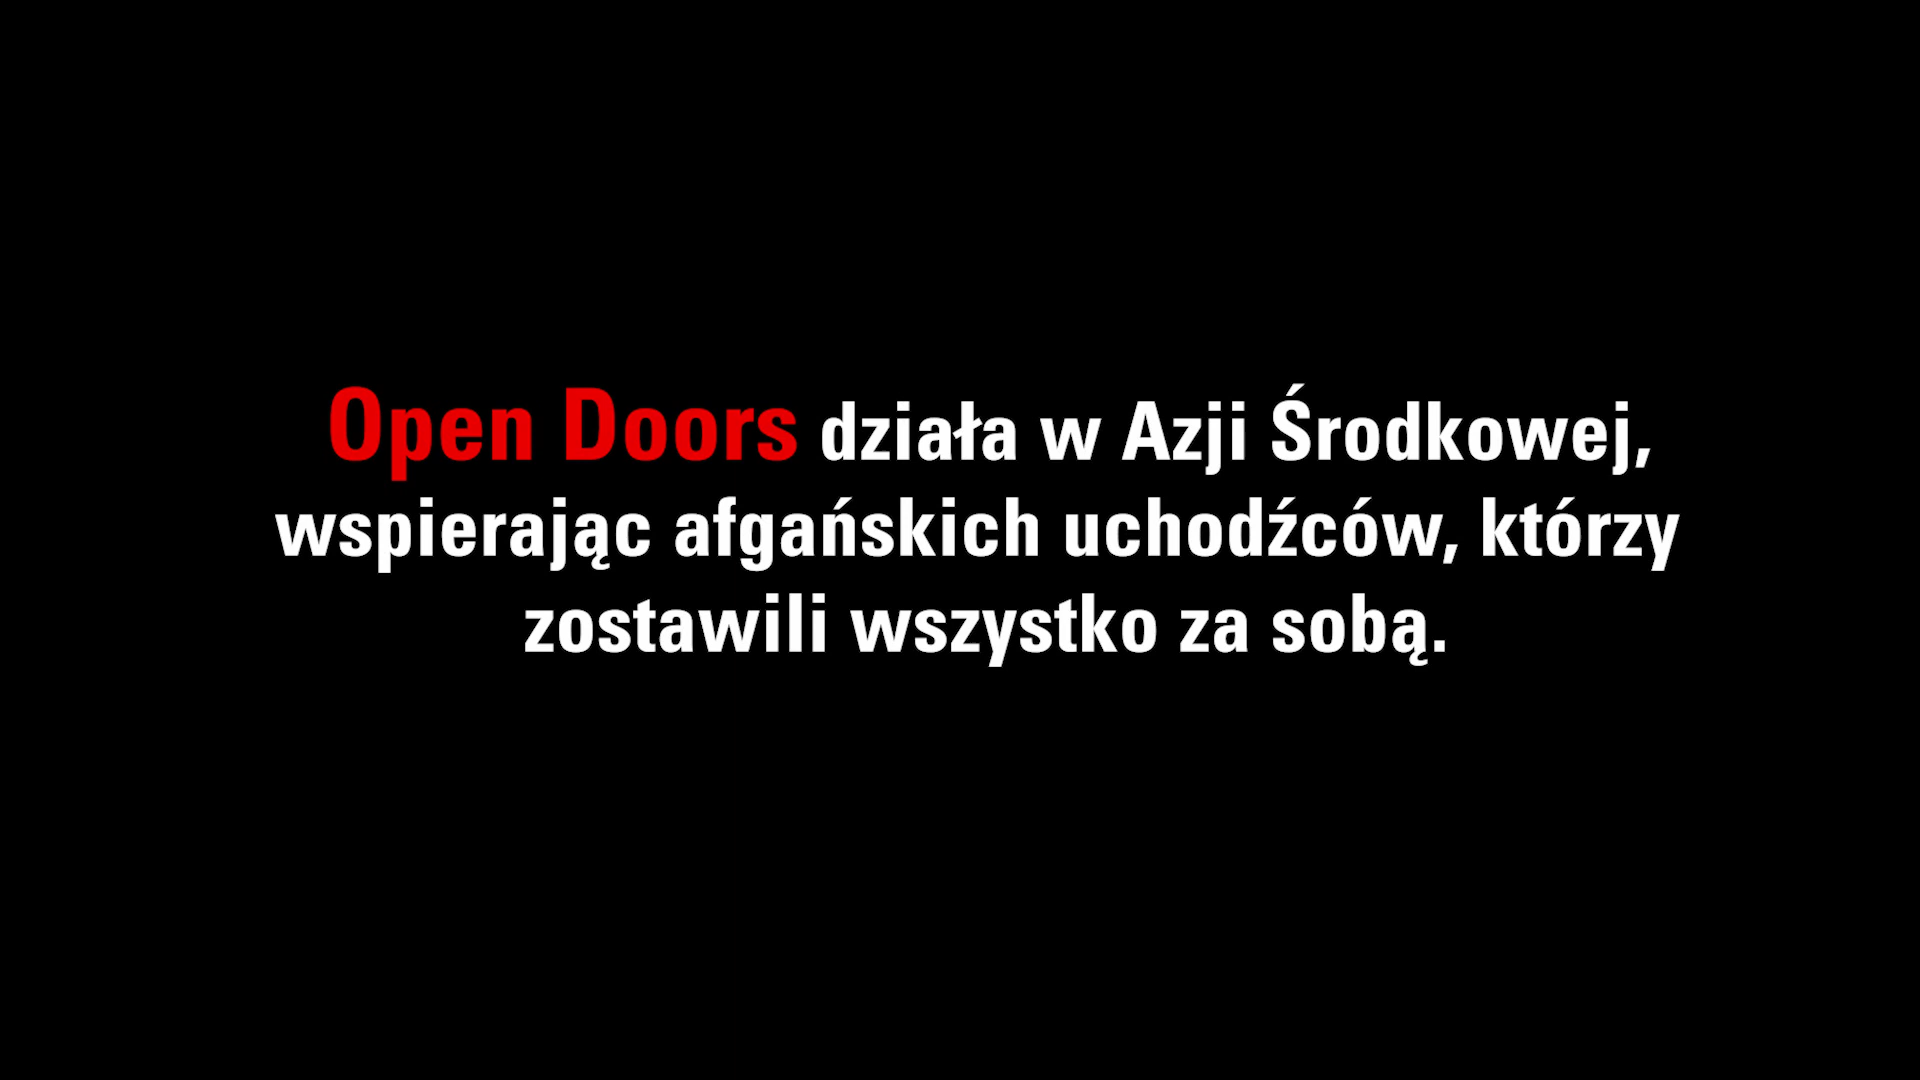 Open Doors działa w Azji Środkowej,
wspierając afgańskich uchodźców, którzy
zostawili wszystko za sobą.